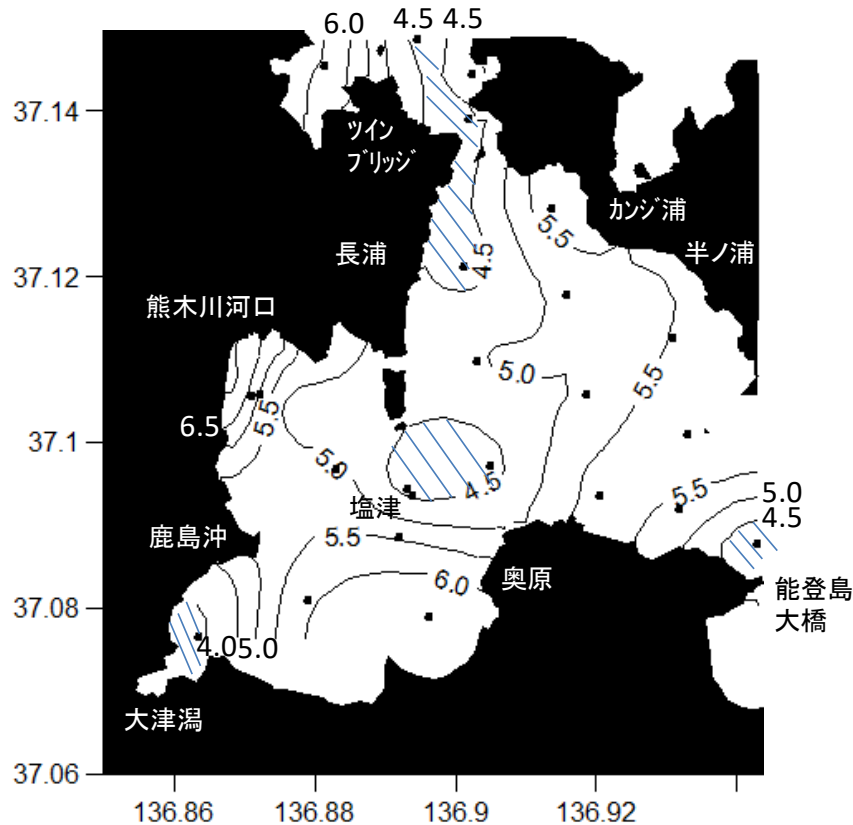 6.0
4.5
4.5
37.14
ツイン
ブリッジ
カンジ浦
5.5
長浦
4.5
半ノ浦
37.12
熊木川河口
5.0
5.5
5.5
6.5
37.1
5.0
4.5
5.5
5.0
4.5
塩津
鹿島沖
5.5
6.0
奥原
能登島
大橋
37.08
4.0
5.0
大津潟
37.06
136.86
136.88
136.9
136.92